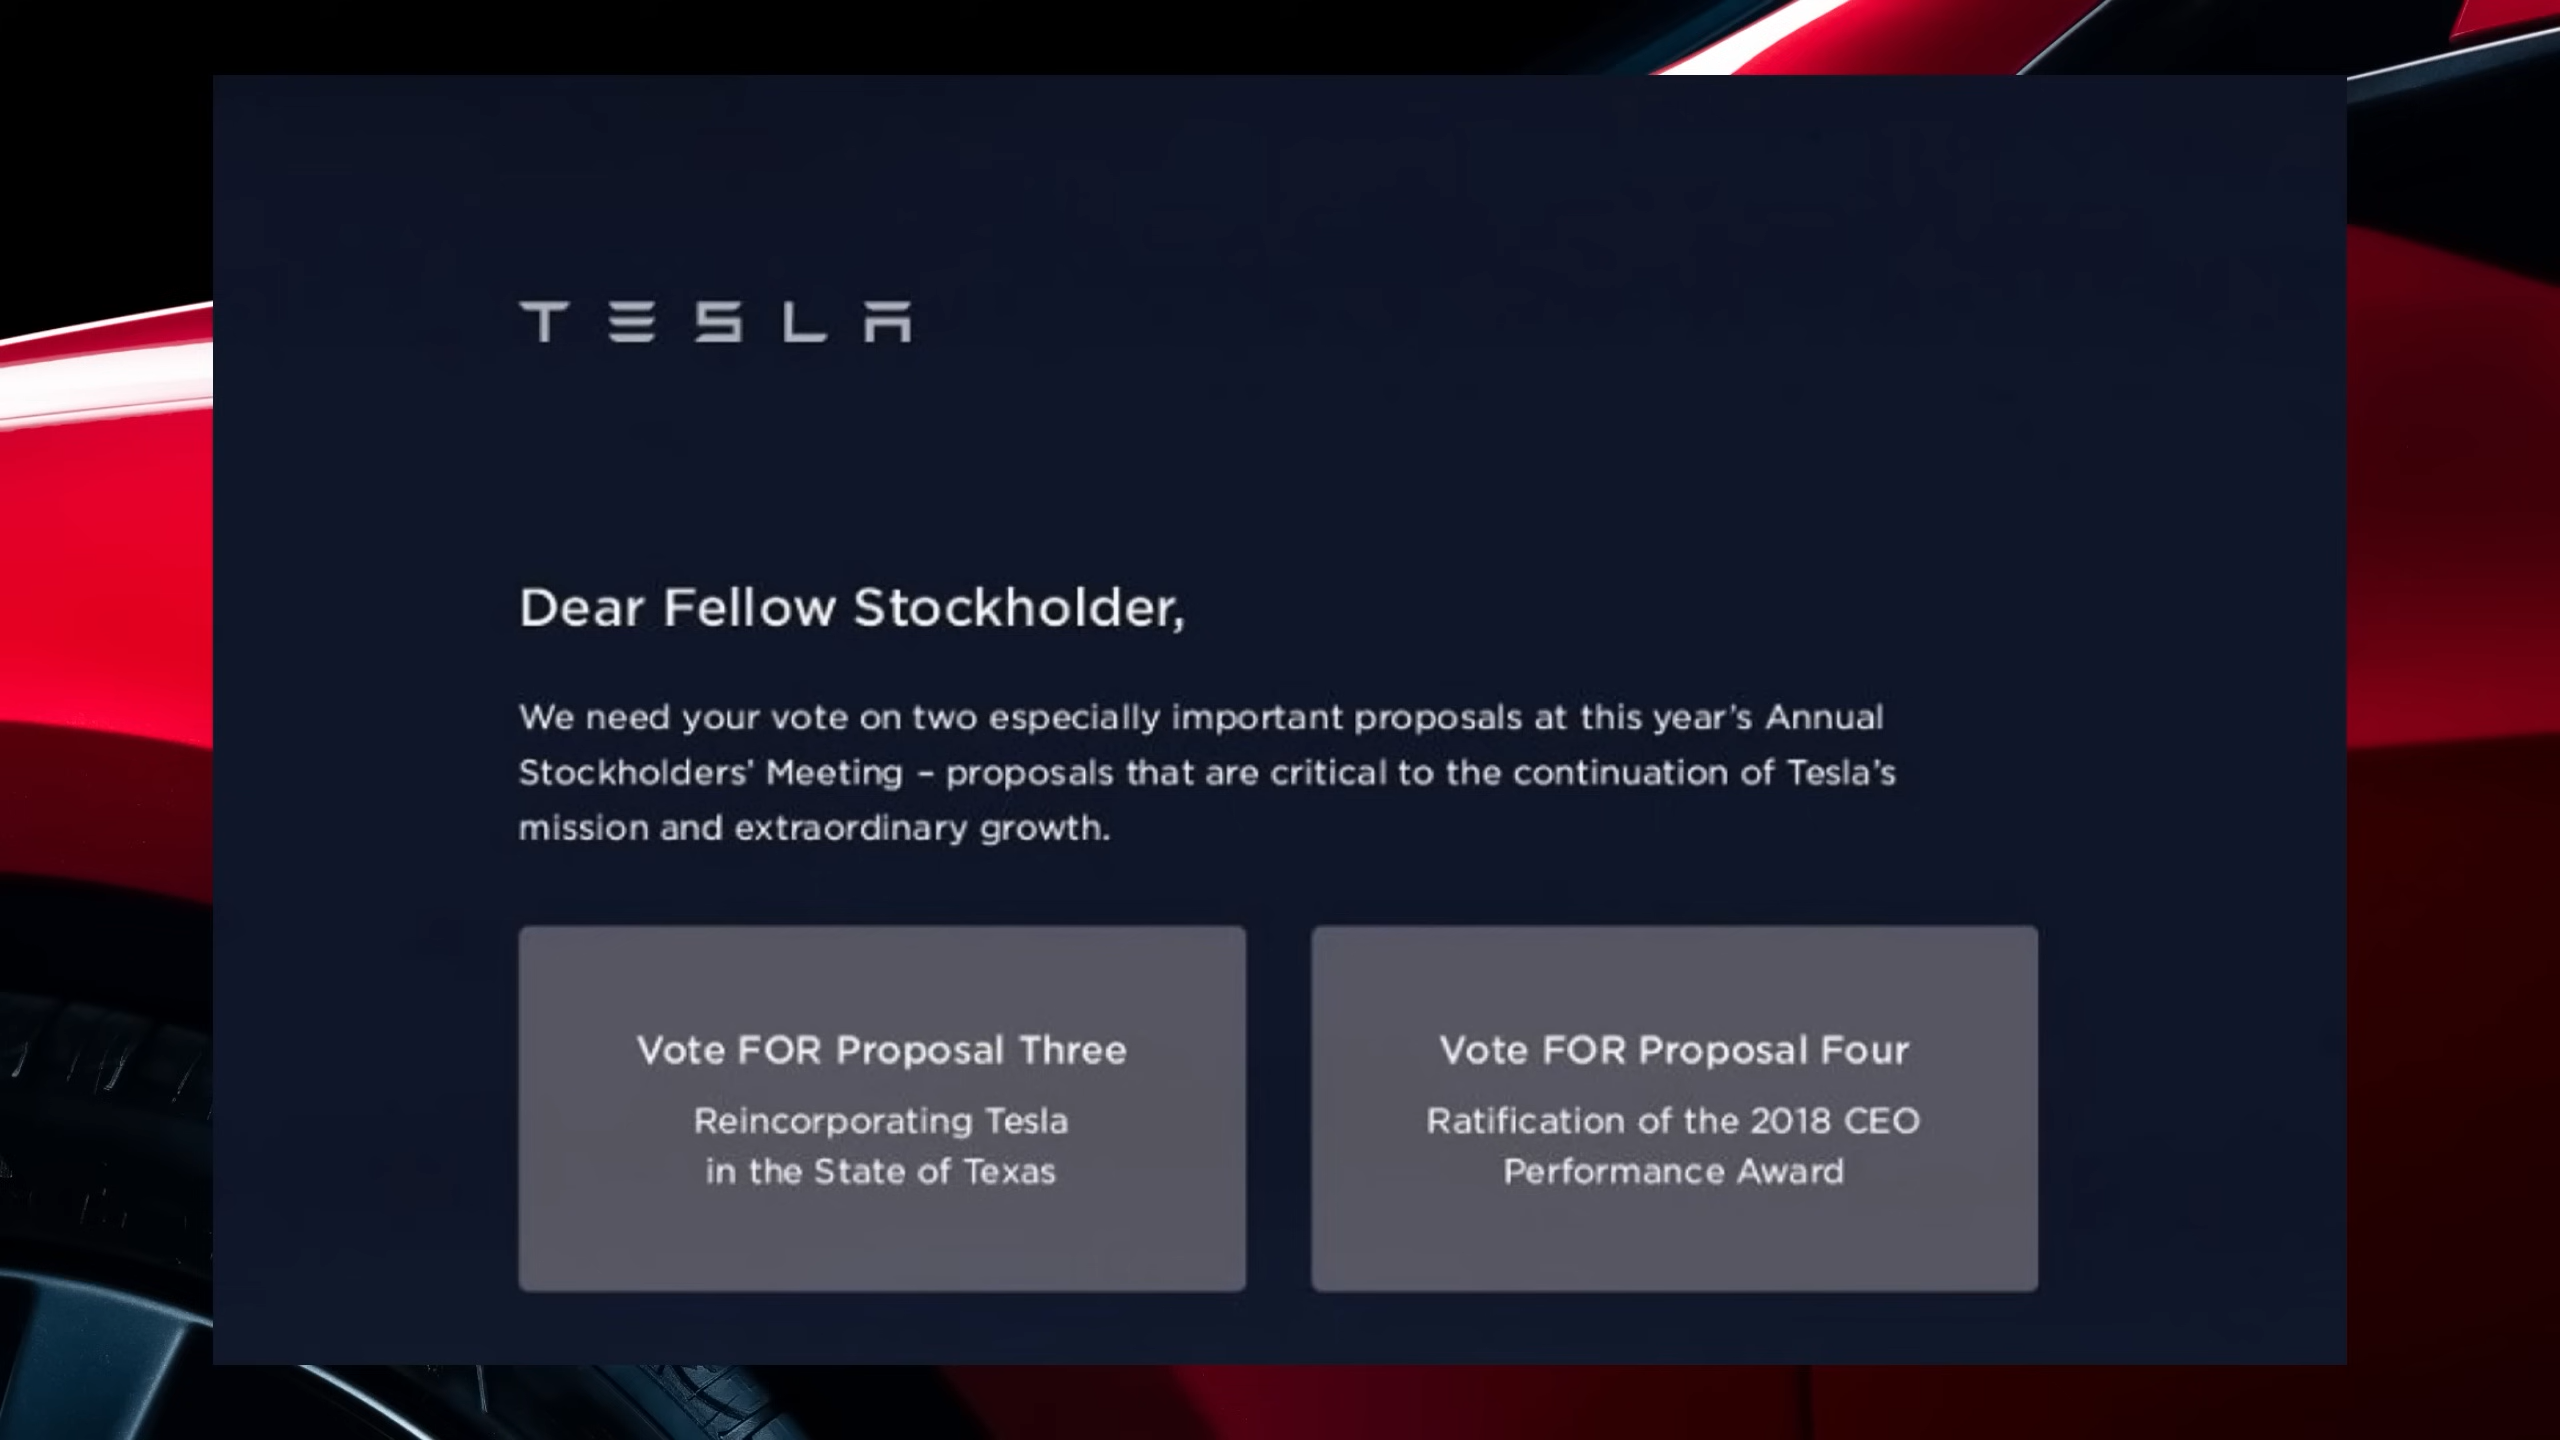 TESLA
Dear Fellow Stockholder,
We need your vote on two especially important proposals at this year’s Annual
Stockholders’ Meeting – proposals that are critical to the continuation of Tesla’s
mission and extraordinary growth.
Vote FOR Proposal Three
Reincorporating Tesla
in the State of Texas
Vote FOR Proposal Four
Ratification of the 2018 CEO
Performance Award